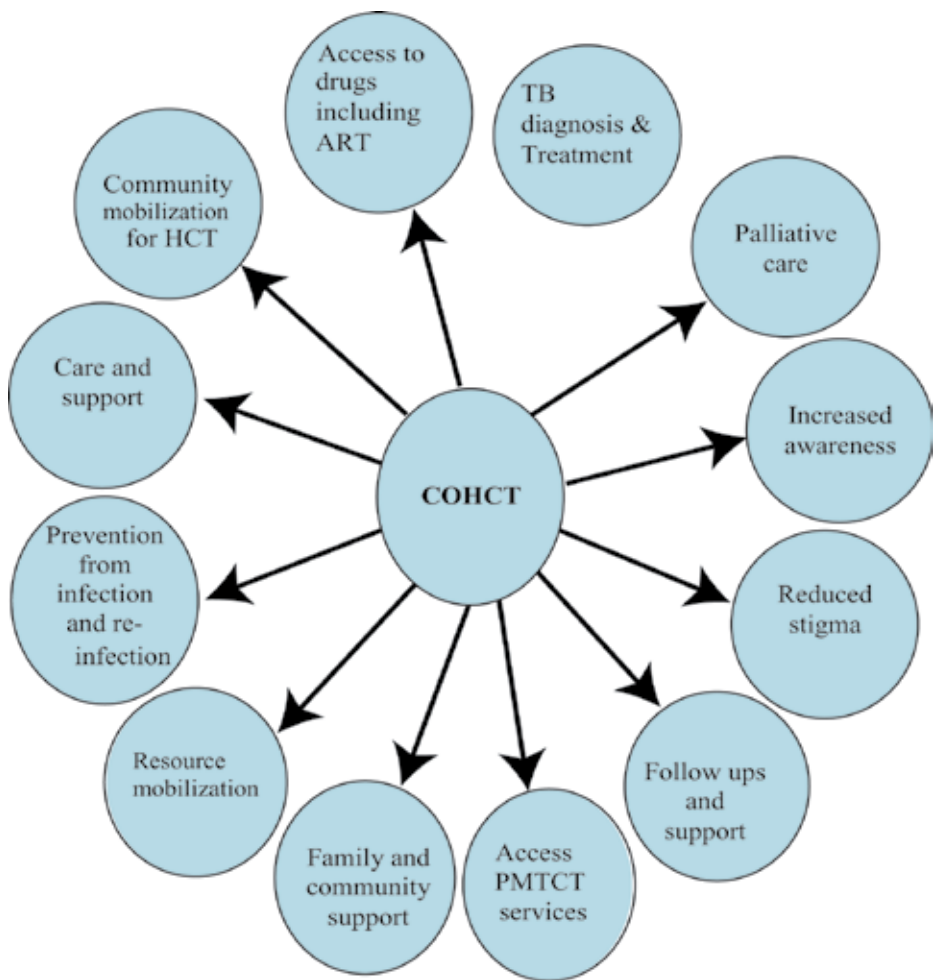 Access to
drugs
including
ART
TB
diagnosis &
Treatment
Community
mobilization
for HCT
Palliative
care
Care and
support
Increased
awareness
COHCT
Prevention
from
infection
and re-
infection
Reduced
stigma
Resource
mobilization
Follow ups
and
support
Family and
community
support
Access
PMTCT
services